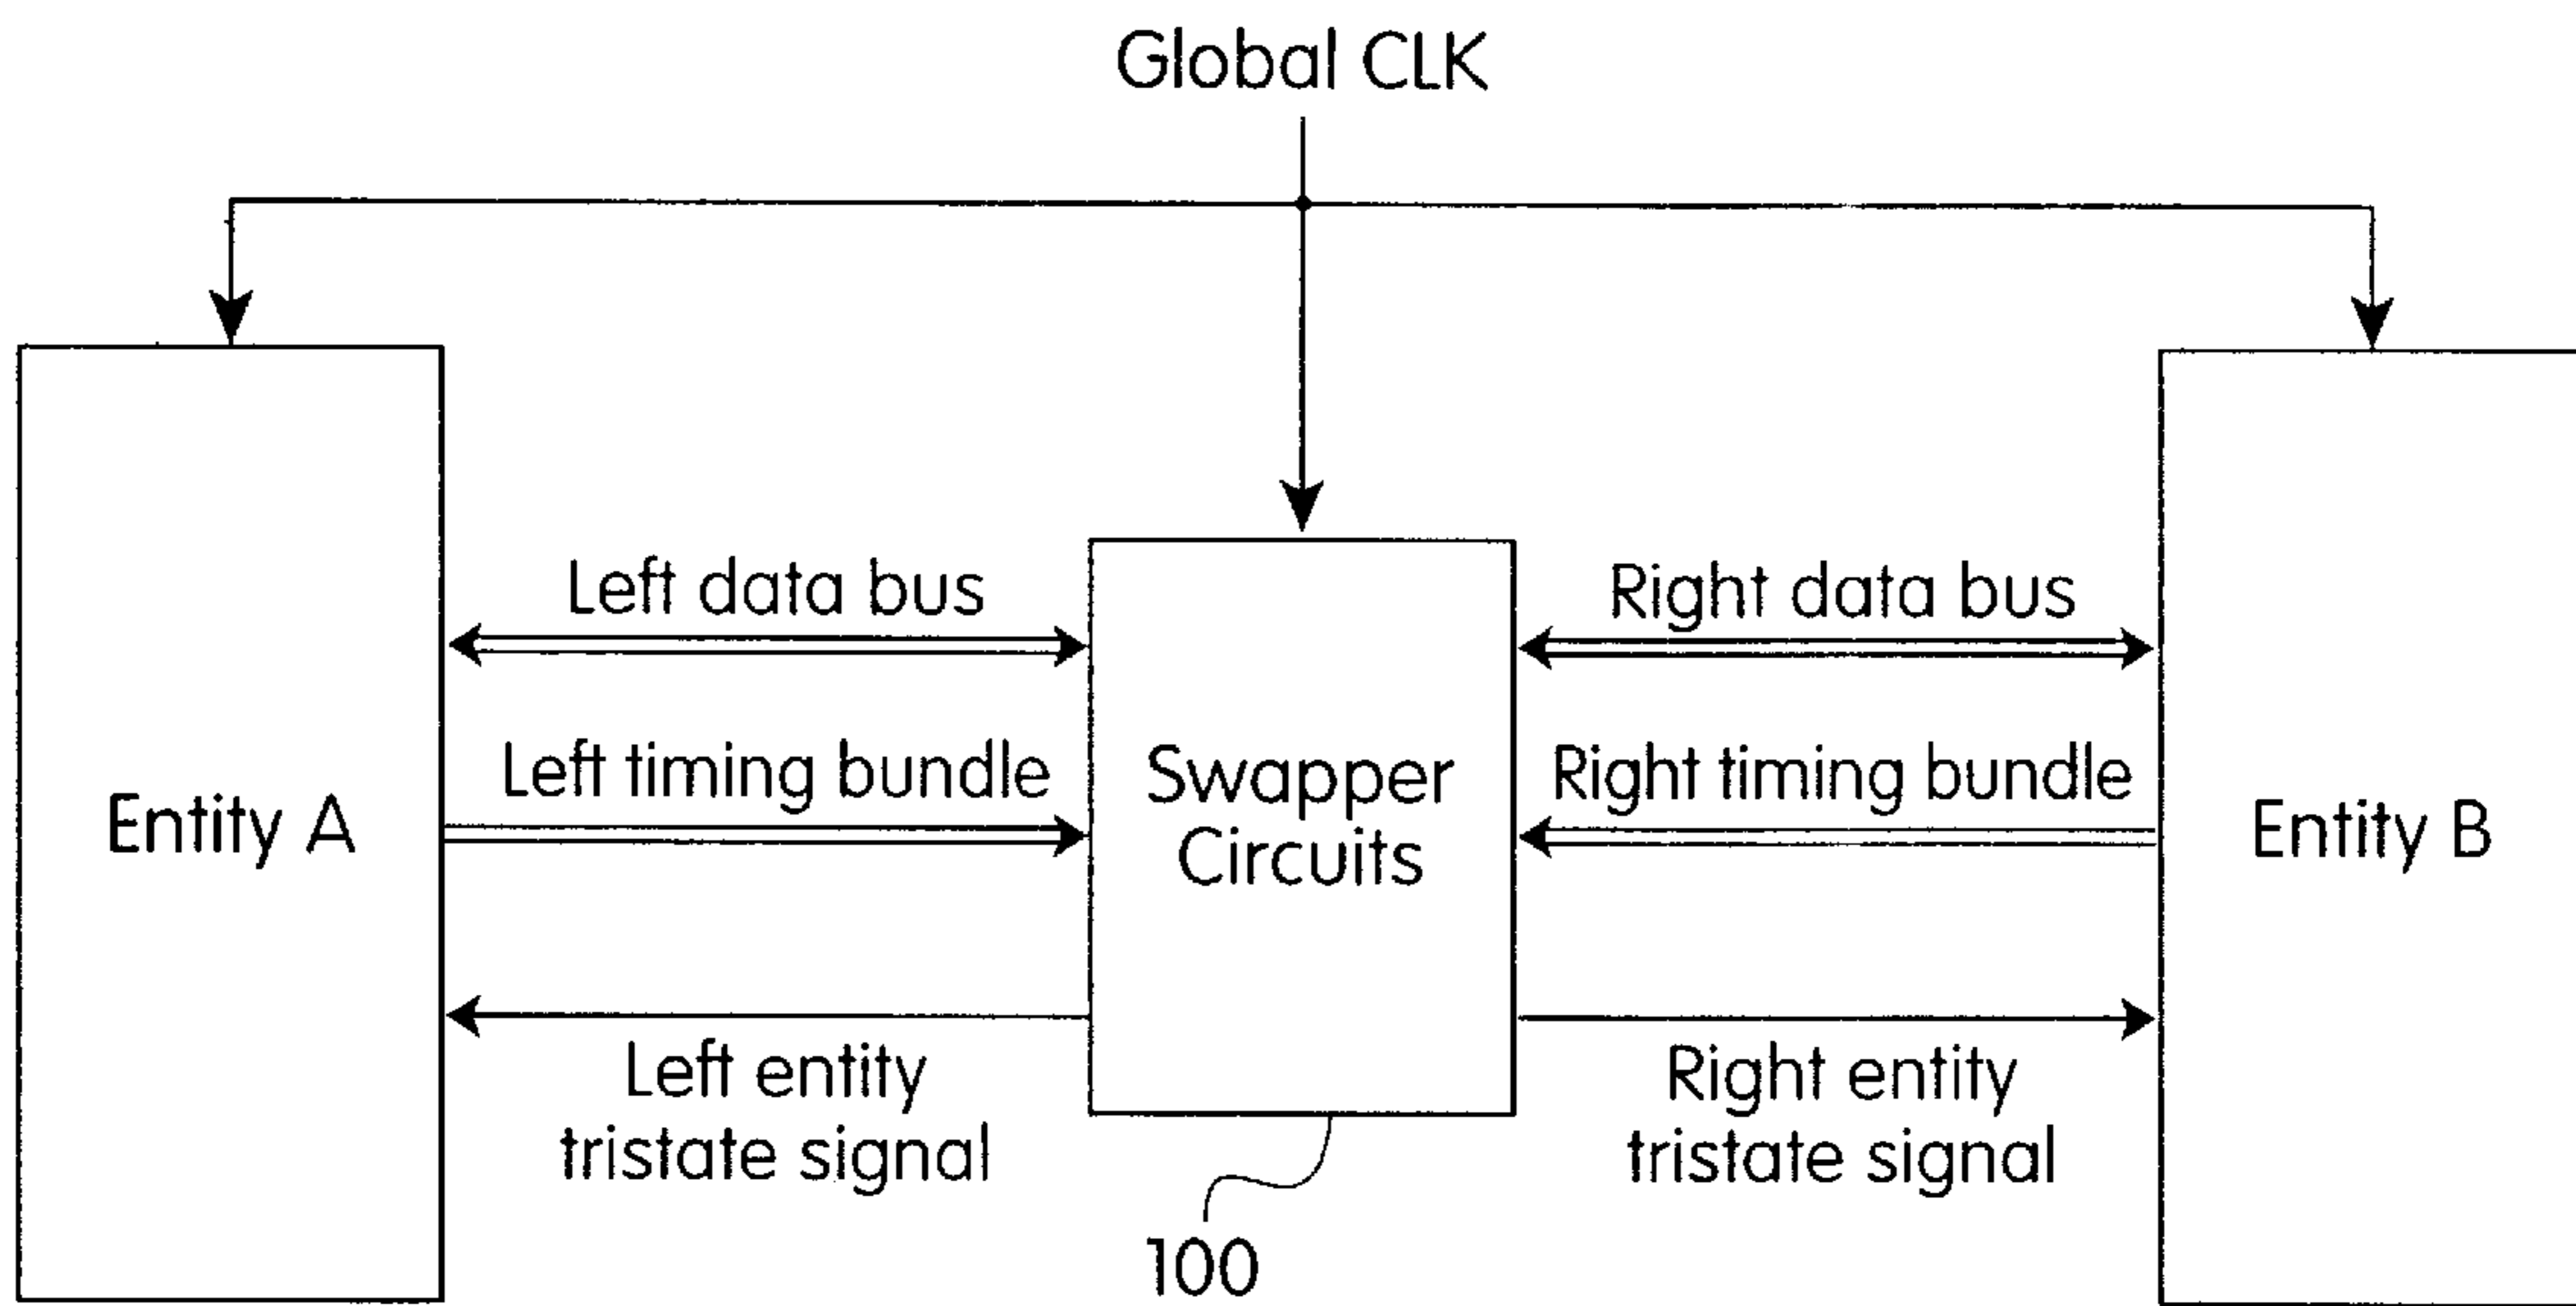 Global CLK
Left data bus
Right data bus
Left timing bundle
Right timing bundle
Entity A
Swapper
Circuits
Entity B
Left entity
tristate signal
Right entity
tristate signal
100